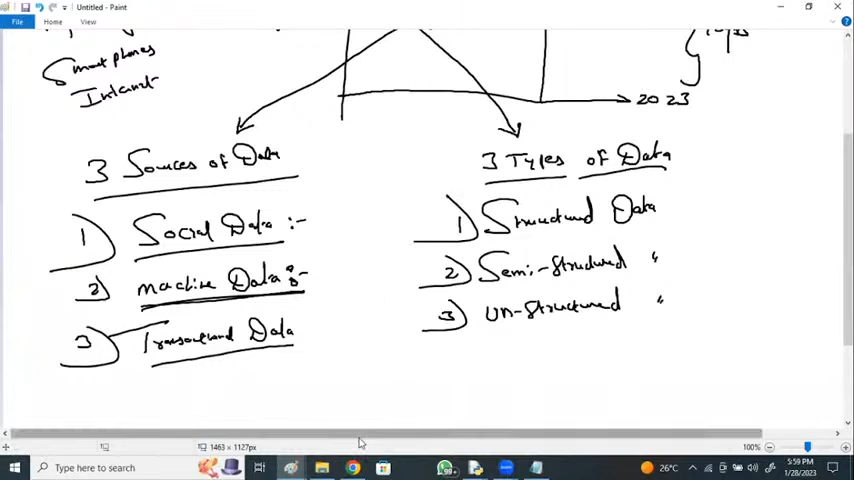 Untitled - Paint
File Home View
Smartphones
Internet
2023
3 Sources of Data
3 Types of Data
1) Social Data :-
1) Structured Data
2) Machine Data :-
2) Semi-Structured "
3) Transactional Data
3) Un-Structured "
1463 × 1127px
100%
Type here to search
99+
26°C
5:59 PM
1/28/2023